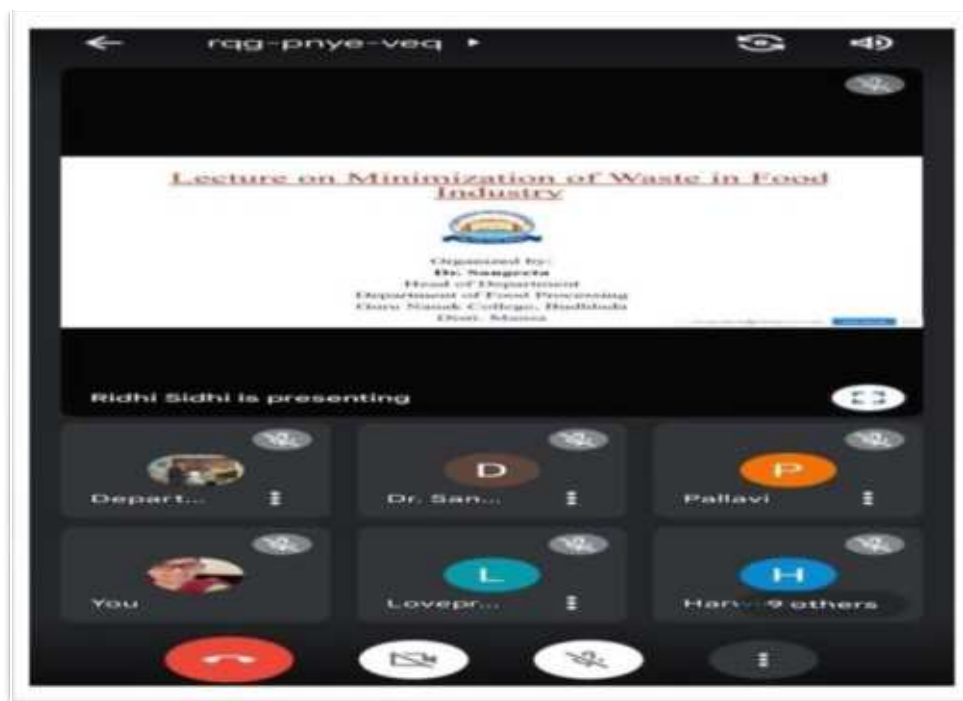 rqg-pnye-veq
Lecture on Minimization of Waste in Food
Industry
Organized by:
Dr. Sangeeta
Head of Department
Department of Food Processing
Guru Nanak College, Budhlada
Distt. Mansa
Ridhi Sidhi is presenting
Depart...
D
Dr. San...
P
Pallavi
You
L
Lovepr...
H
9 others